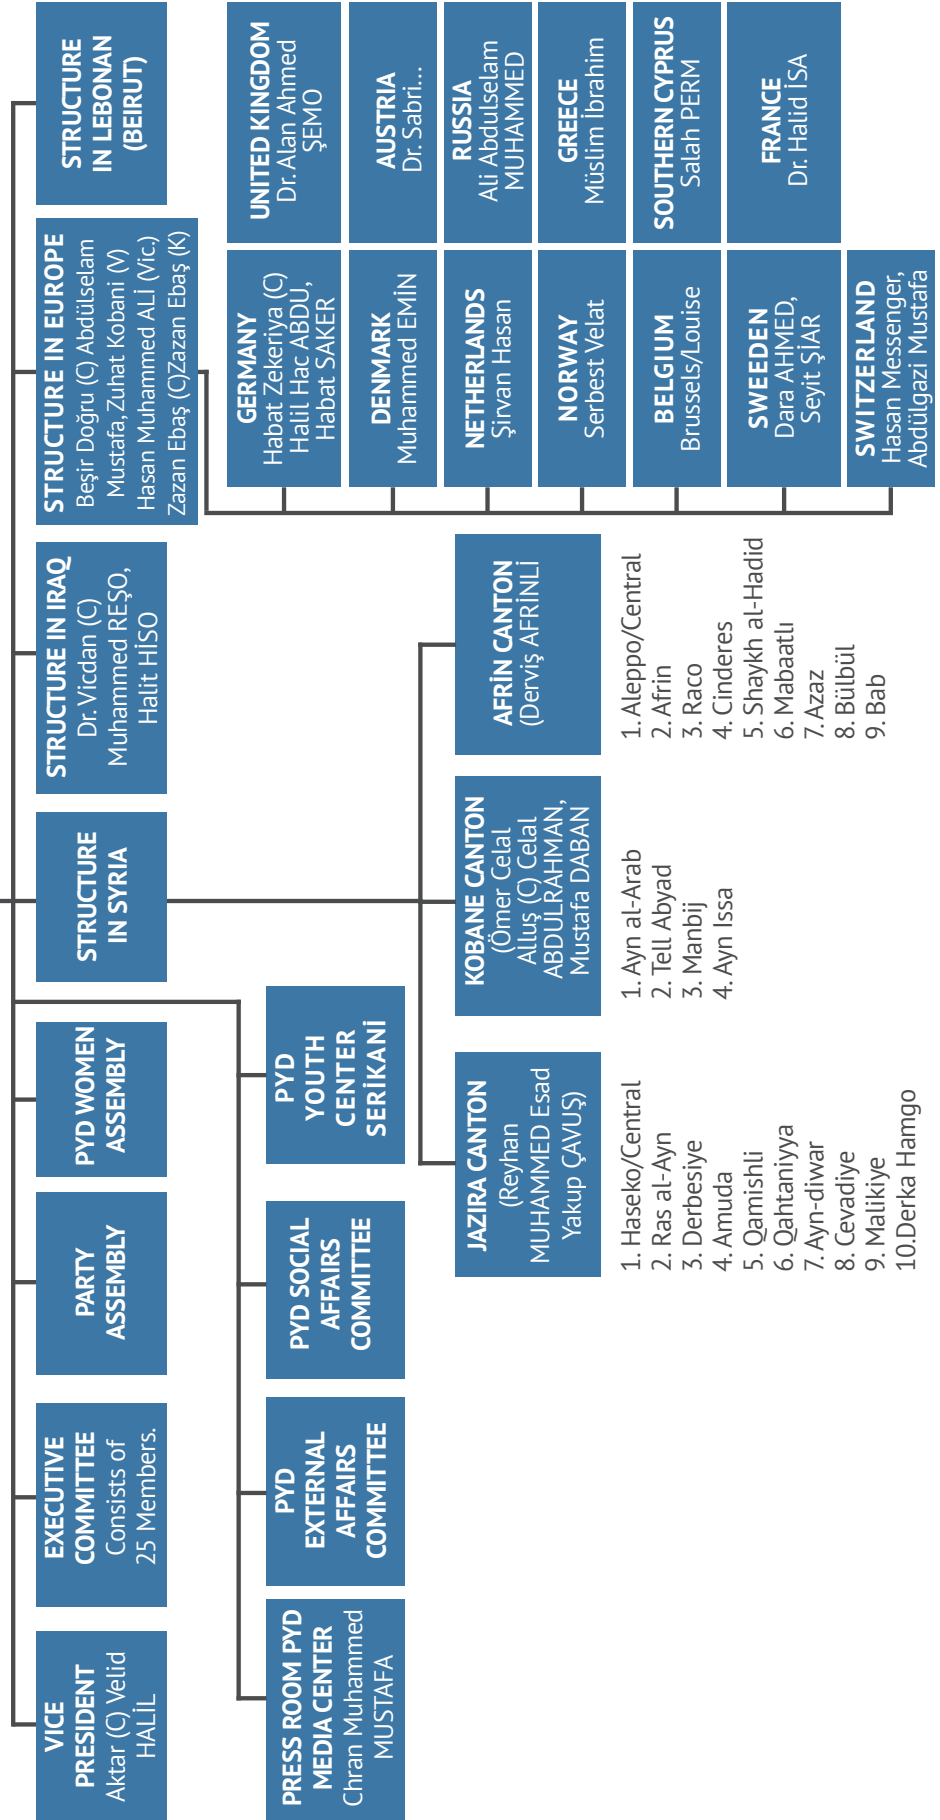 VICE
PRESIDENT
Aktar (C) Velid
HALİL
EXECUTIVE
COMMITTEE
Consists of
25 Members.
PARTY
ASSEMBLY
PYD WOMEN
ASSEMBLY
STRUCTURE
IN SYRIA
STRUCTURE IN IRAQ
Dr. Vicdan (C)
Muhammed REŞO,
Halit HİSO
STRUCTURE IN EUROPE
Beşir Doğru (C) Abdülselam
Mustafa, Zuhat Kobani (V)
Hasan Muhammed ALİ (Vic.)
Zazan Ebaş (C)Zazan Ebaş (K)
STRUCTURE
IN LEBONAN
(BEIRUT)
PRESS ROOM PYD
MEDIA CENTER
Chran Muhammed
MUSTAFA
PYD
EXTERNAL
AFFAIRS
COMMITTEE
PYD SOCIAL
AFFAIRS
COMMITTEE
PYD
YOUTH
CENTER
SERİKANİ
JAZIRA CANTON
(Reyhan
MUHAMMED Esad
Yakup ÇAVUŞ)
1. Haseko/Central
2. Ras al-Ayn
3. Derbesiye
4. Amuda
5. Qamishli
6. Qahtaniyya
7. Ayn-diwar
8. Cevadiye
9. Malikiye
10.Derka Hamgo
KOBANE CANTON
(Ömer Celal
Alluş (C) Celal
ABDULRAHMAN,
Mustafa DABAN
1. Ayn al-Arab
2. Tell Abyad
3. Manbij
4. Ayn Issa
AFRİN CANTON
(Derviş AFRİNLİ
1. Aleppo/Central
2. Afrin
3. Raco
4. Cinderes
5. Shaykh al-Hadid
6. Mabaatlı
7. Azaz
8. Bülbül
9. Bab
GERMANY
Habat Zekeriya (C)
Halil Hac ABDU,
Habat SAKER
UNITED KINGDOM
Dr. Alan Ahmed
ŞEMO
DENMARK
Muhammed EMİN
AUSTRIA
Dr. Sabri...
NETHERLANDS
Şirvan Hasan
RUSSIA
Ali Abdulselam
MUHAMMED
NORWAY
Serbest Velat
GREECE
Müslim İbrahim
BELGIUM
Brussels/Louise
SOUTHERN CYPRUS
Salah PERM
SWEEDEN
Dara AHMED,
Seyit ŞİAR
FRANCE
Dr. Halid İSA
SWITZERLAND
Hasan Messenger,
Abdülgazi Mustafa